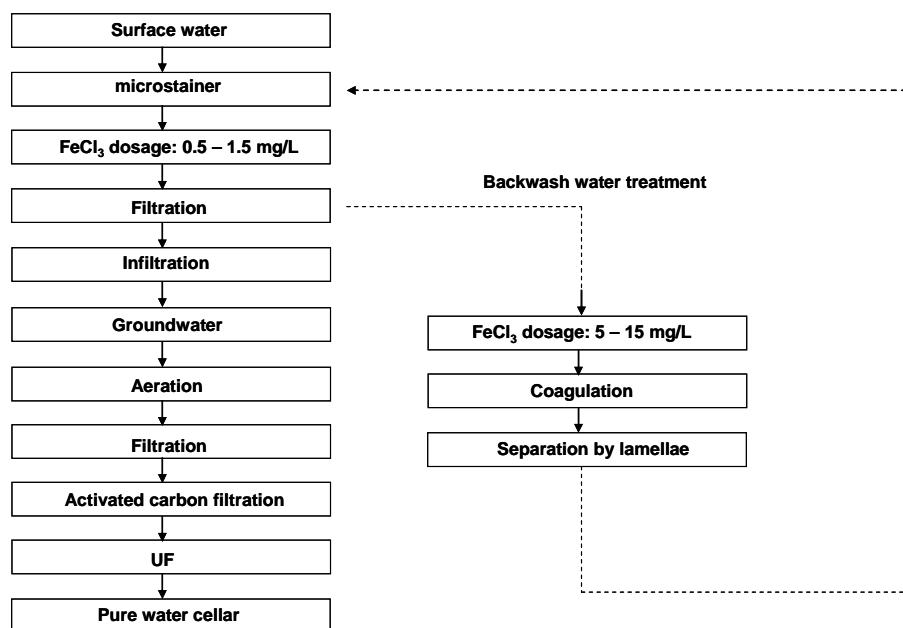 Surface water
microstainer
FeCl₃ dosage: 0.5 – 1.5 mg/L
Filtration
Infiltration
Groundwater
Aeration
Filtration
Activated carbon filtration
UF
Pure water cellar
Backwash water treatment
FeCl₃ dosage: 5 – 15 mg/L
Coagulation
Separation by lamellae